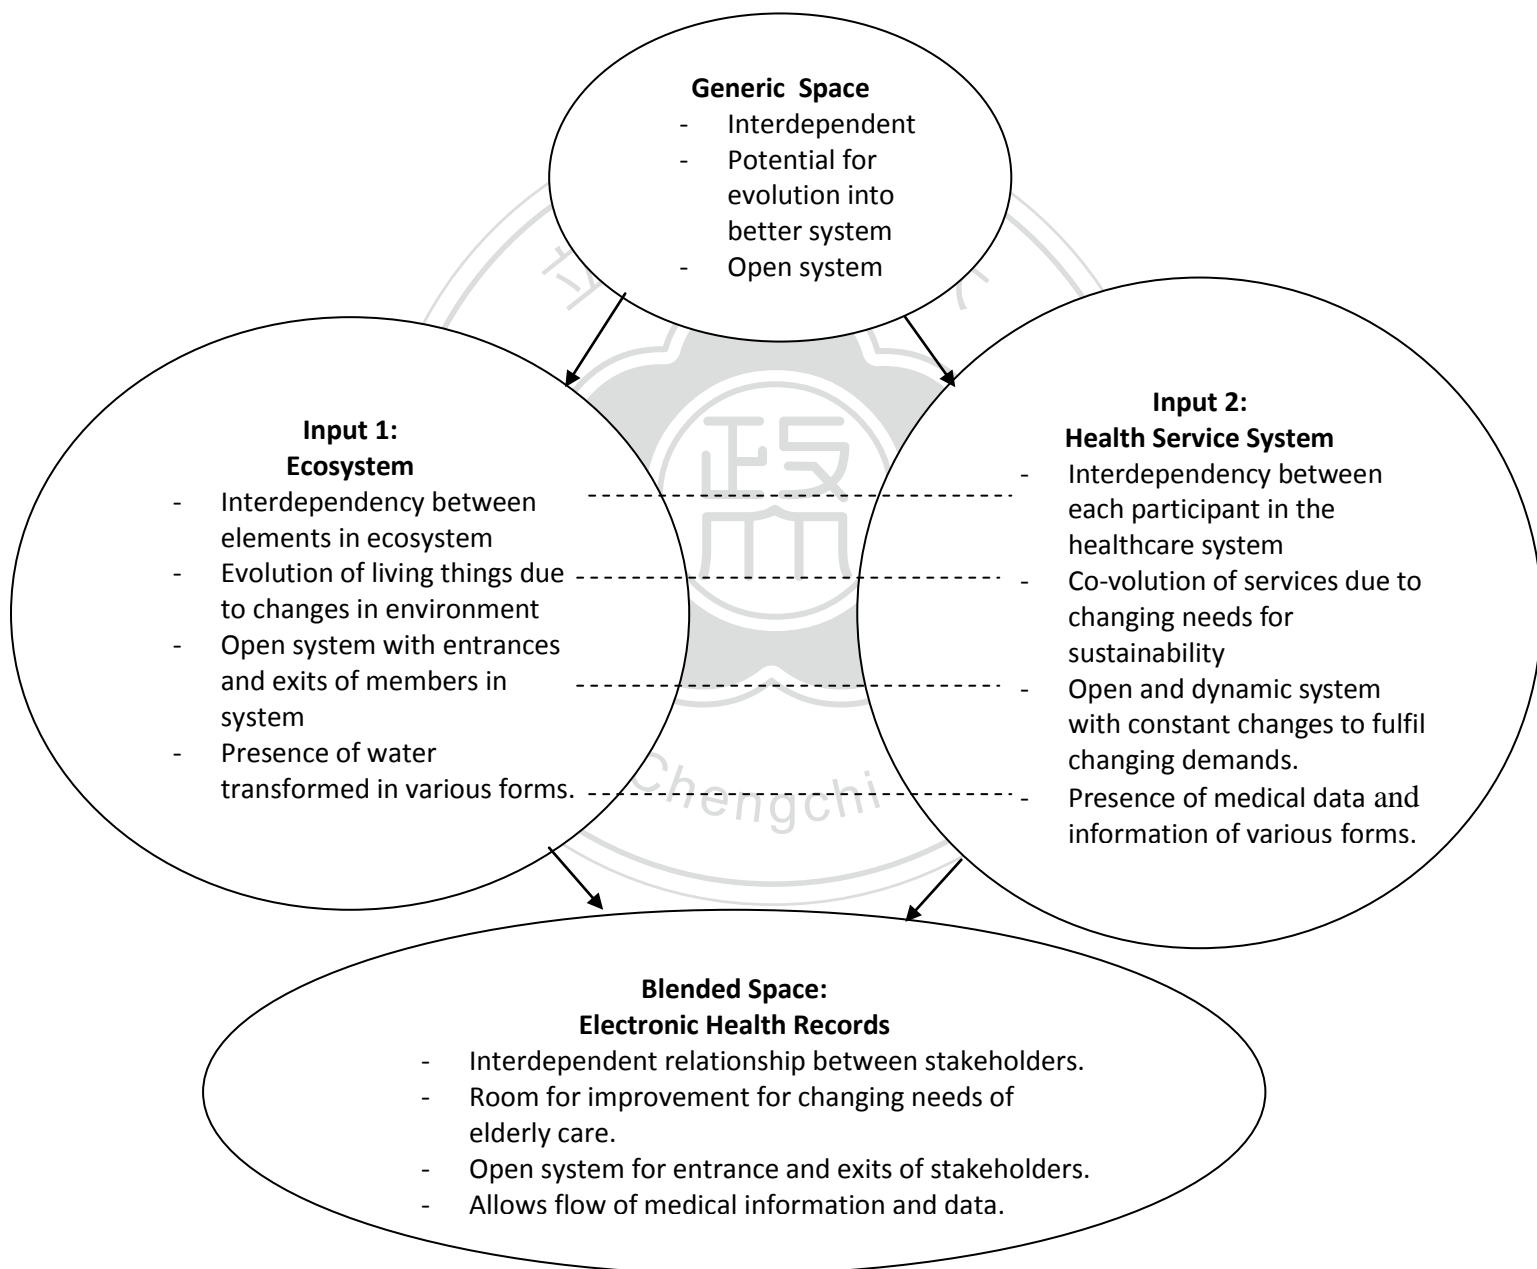 Generic Space
- Interdependent
- Potential for
evolution into
better system
- Open system
Input 1:
Ecosystem
- Interdependency between
elements in ecosystem
- Evolution of living things due
to changes in environment
- Open system with entrances
and exits of members in
system
- Presence of water
transformed in various forms.
Input 2:
Health Service System
- Interdependency between
each participant in the
healthcare system
- Co-volution of services due to
changing needs for
sustainability
- Open and dynamic system
with constant changes to fulfil
changing demands.
- Presence of medical data and
information of various forms.
政
Chengchi
Blended Space:
Electronic Health Records
- Interdependent relationship between stakeholders.
- Room for improvement for changing needs of
elderly care.
- Open system for entrance and exits of stakeholders.
- Allows flow of medical information and data.